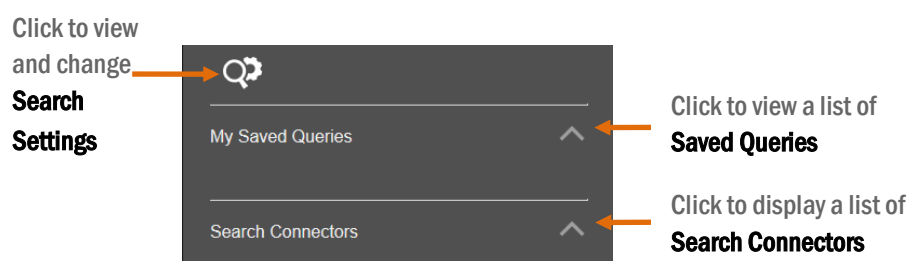 Click to view
and change
Search
Settings
My Saved Queries
Click to view a list of
Saved Queries
Search Connectors
Click to display a list of
Search Connectors